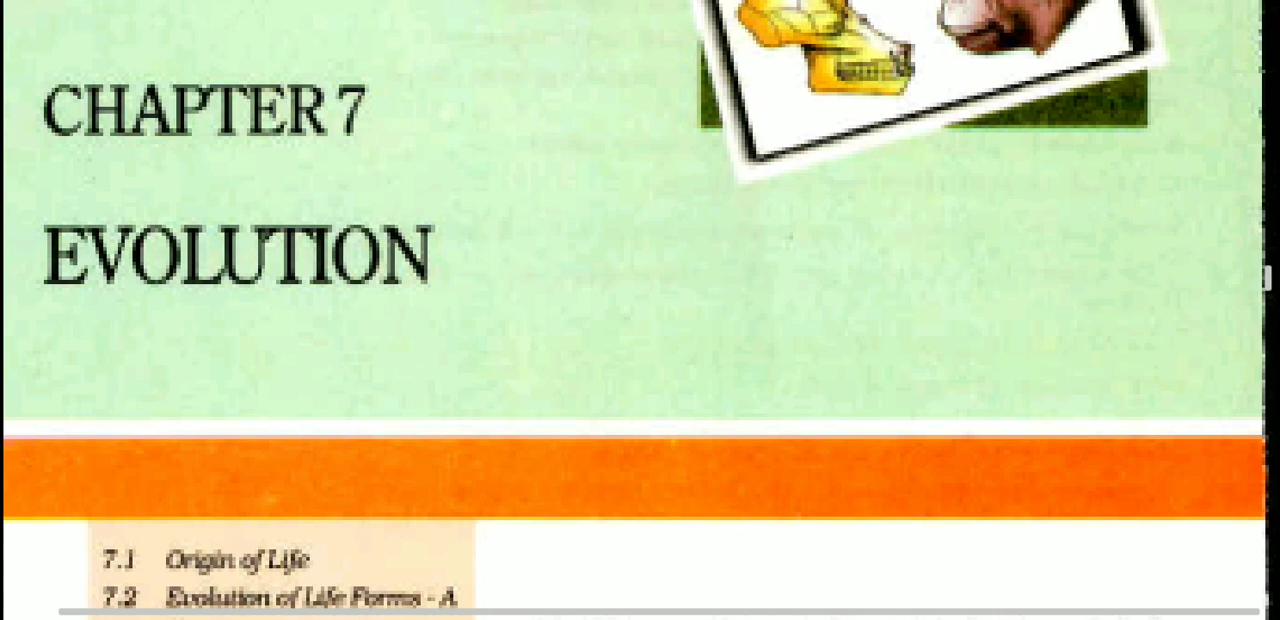 CHAPTER 7
EVOLUTION
7.1 Origin of Life
7.2 Evolution of Life Forms - A